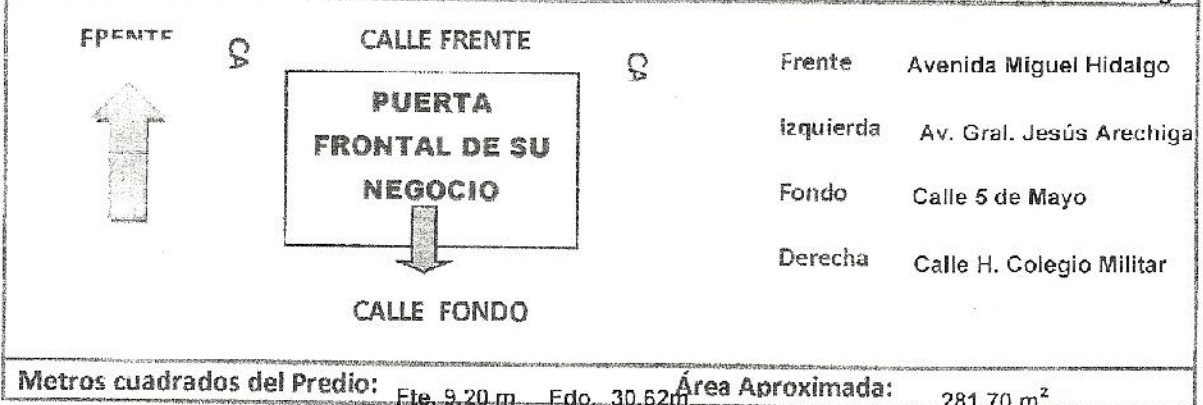 FRENTE
CA
CALLE FRENTE
CA
PUERTA
FRONTAL DE SU
NEGOCIO
CALLE FONDO
Frente Avenida Miguel Hidalgo
Izquierda Av. Gral. Jesús Arechiga
Fondo Calle 5 de Mayo
Derecha Calle H. Colegio Militar
Metros cuadrados del Predio: Fte. 9.20 m Fdo. 30.62m Área Aproximada: 281.70 m²